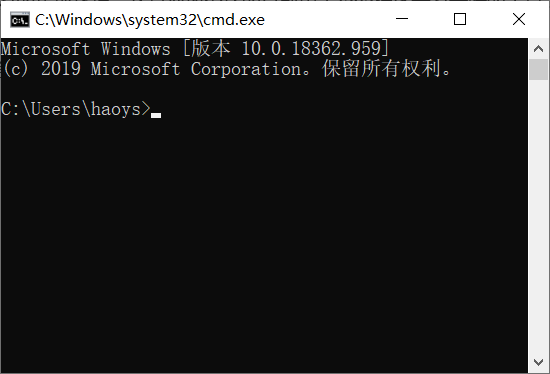 C:\Windows\system32\cmd.exe
Microsoft Windows [版本 10.0.18362.959]
(c) 2019 Microsoft Corporation。保留所有权利。
C:\Users\haoys>